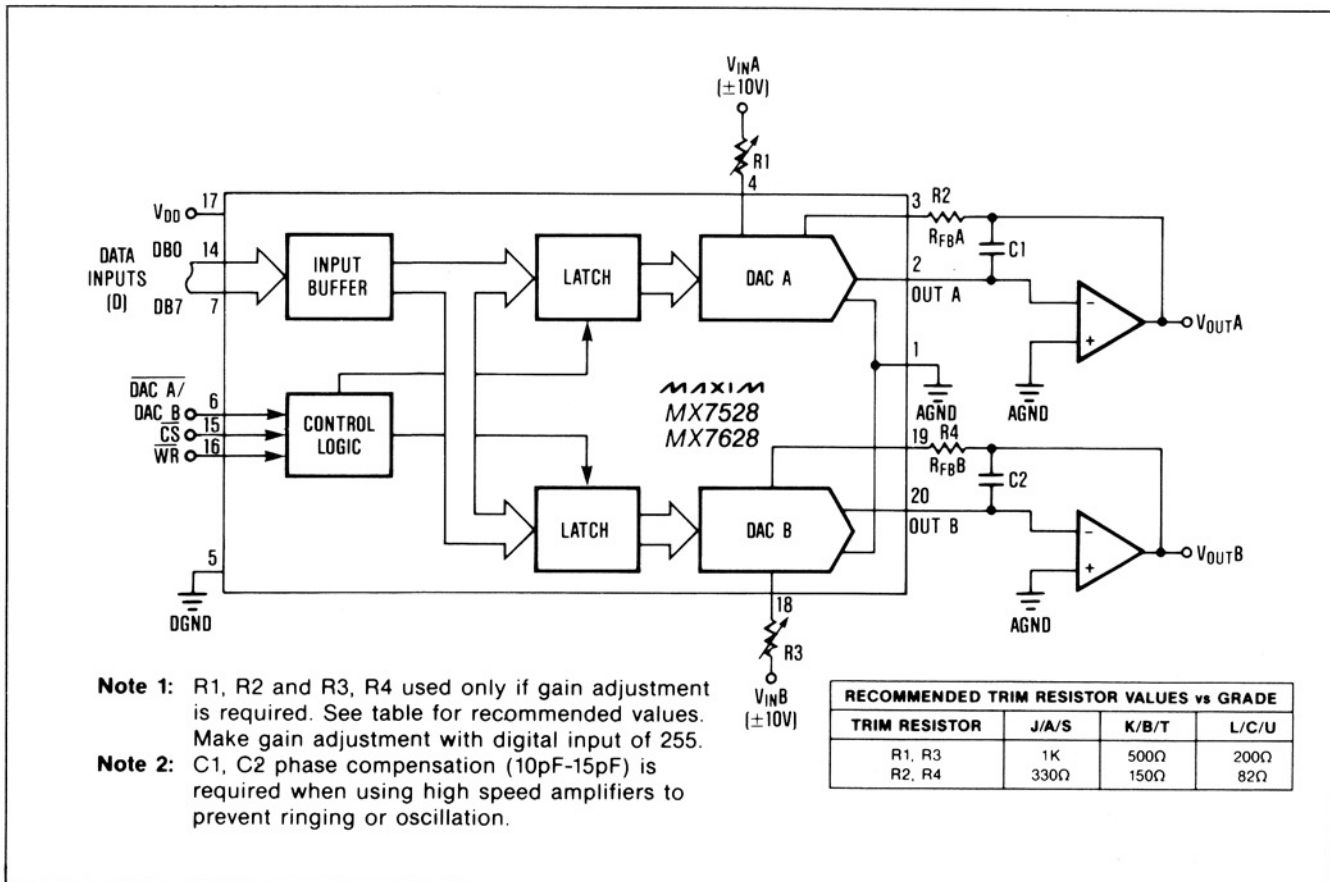 VINA
(±10V)
R1
4
17
VDD
DATA
INPUTS
(D)
DB0
14
DB7
7
INPUT
BUFFER
LATCH
DAC A
3
R2
RFBA
C1
2
OUT A
-
+
VOUTA
1
AGND
AGND
DAC A/
DAC B
6
CS
15
WR
16
CONTROL
LOGIC
MAXIM
MX7528
MX7628
19
R4
RFBB
C2
20
OUT B
LATCH
DAC B
-
+
VOUTB
AGND
5
DGND
18
R3
VINB
(±10V)
Note 1: R1, R2 and R3, R4 used only if gain adjustment
is required. See table for recommended values.
Make gain adjustment with digital input of 255.
Note 2: C1, C2 phase compensation (10pF-15pF) is
required when using high speed amplifiers to
prevent ringing or oscillation.
RECOMMENDED TRIM RESISTOR VALUES vs GRADE
TRIM RESISTOR J/A/S K/B/T L/C/U
R1, R3 1K 500Ω 200Ω
R2, R4 330Ω 150Ω 82Ω